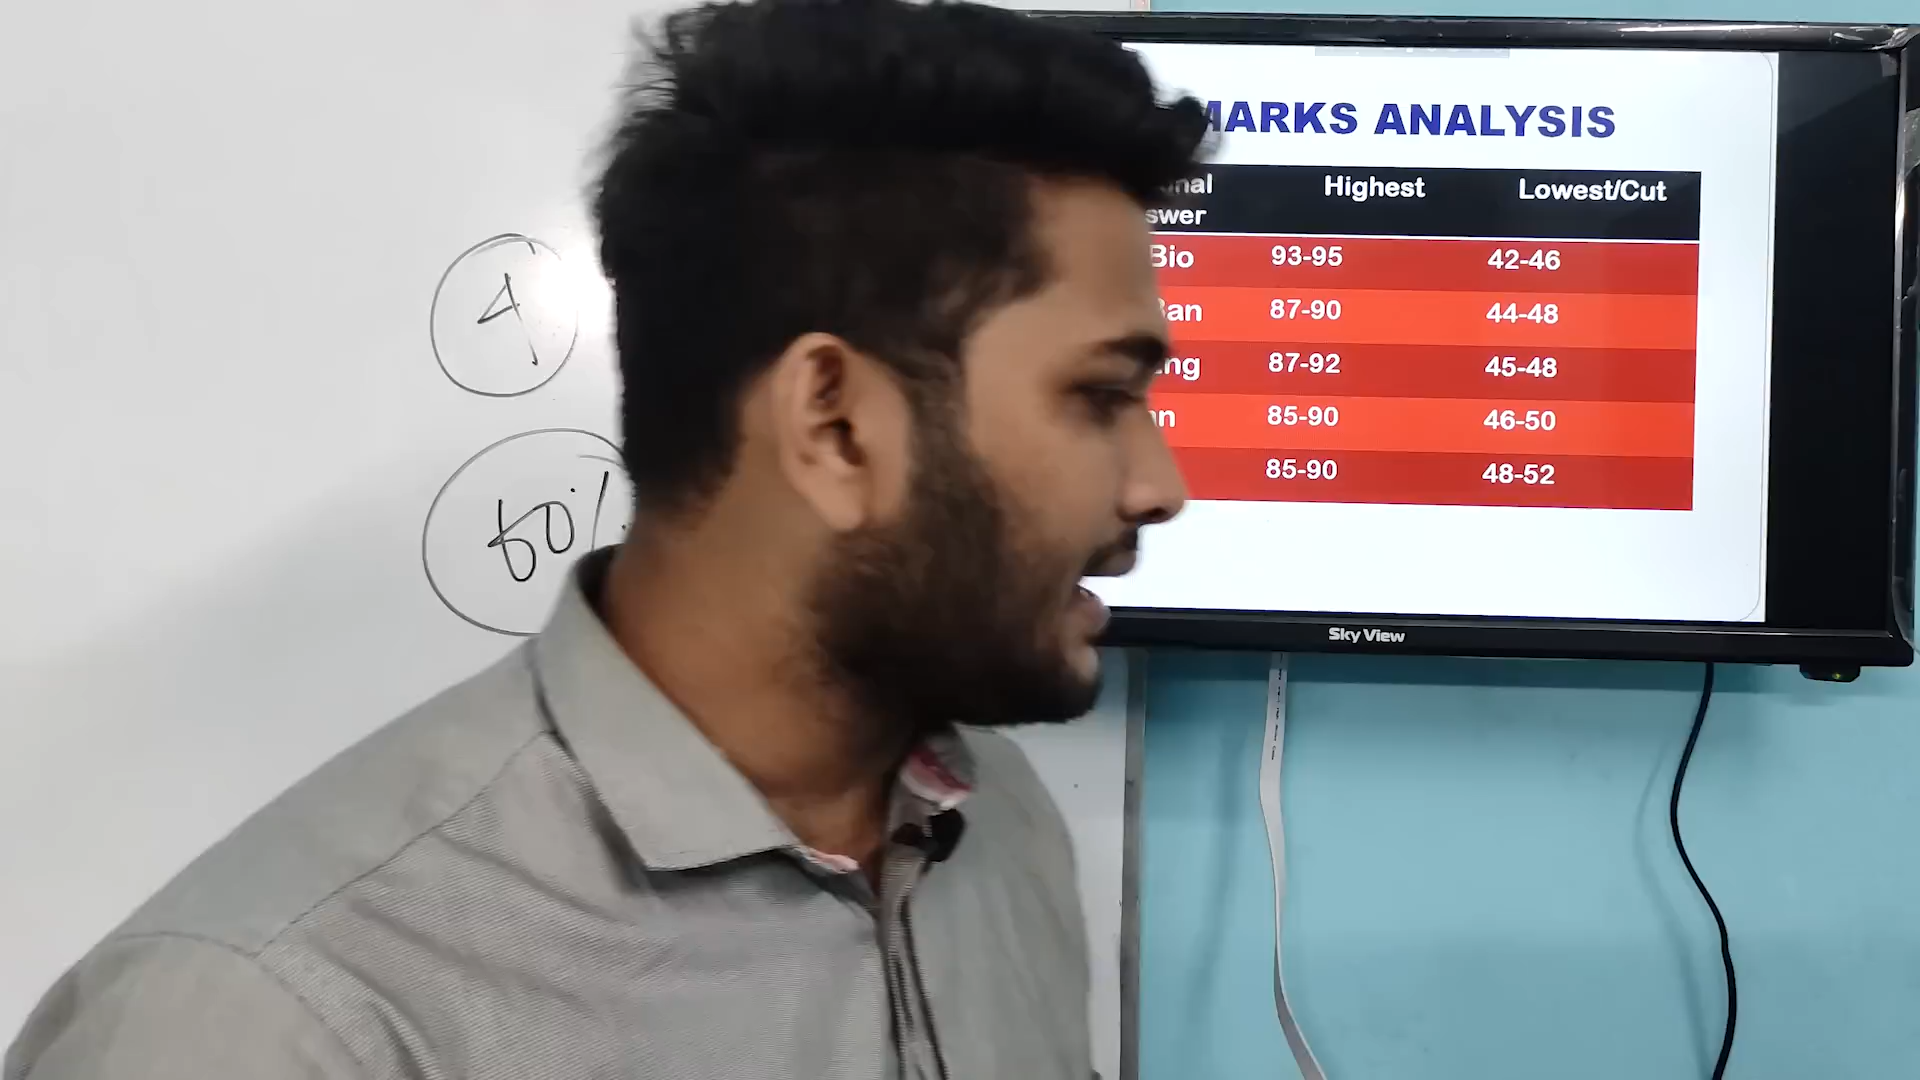 4
60%
MARKS ANALYSIS
Highest Lowest/Cut
Bio 93-95 42-46
87-90 44-48
87-92 45-48
85-90 46-50
85-90 48-52
Sky View